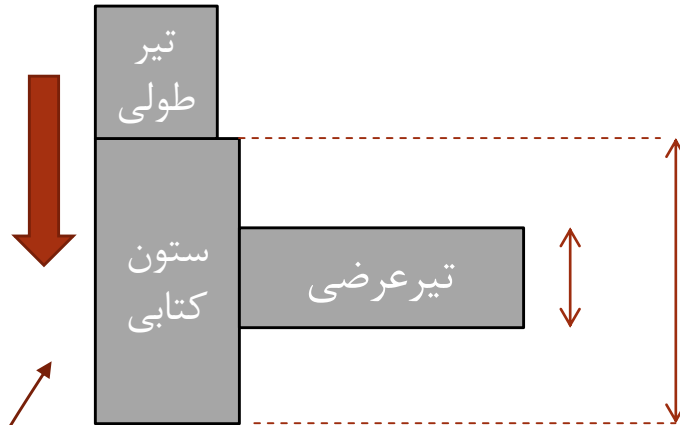 تیر
طولی
ستون
کتابی
تیرعرضی